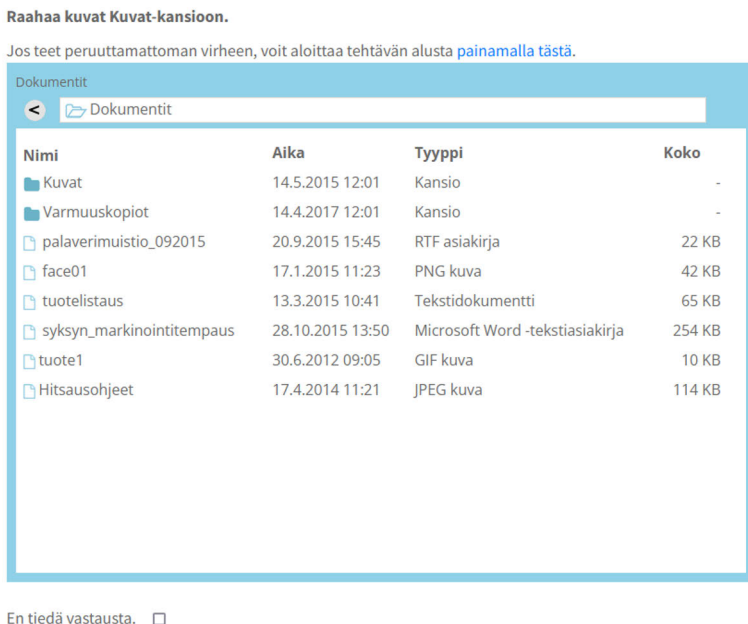 Raahaa kuvat Kuvat-kansioon.
Jos teet peruuttamattoman virheen, voit aloittaa tehtävän alusta painamalla tästä.
Dokumentit
< Dokumentit
Nimi Aika Tyyppi Koko
Kuvat 14.5.2015 12:01 Kansio -
Varmuuskopiot 14.4.2017 12:01 Kansio -
palaverimuistio_092015 20.9.2015 15:45 RTF asiakirja 22 KB
face01 17.1.2015 11:23 PNG kuva 42 KB
tuotelistaus 13.3.2015 10:41 Tekstidokumentti 65 KB
syksyn_markinointitempaus 28.10.2015 13:50 Microsoft Word -tekstiasiakirja 254 KB
tuote1 30.6.2012 09:05 GIF kuva 10 KB
Hitsausohjeet 17.4.2014 11:21 JPEG kuva 114 KB
En tiedä vastausta.